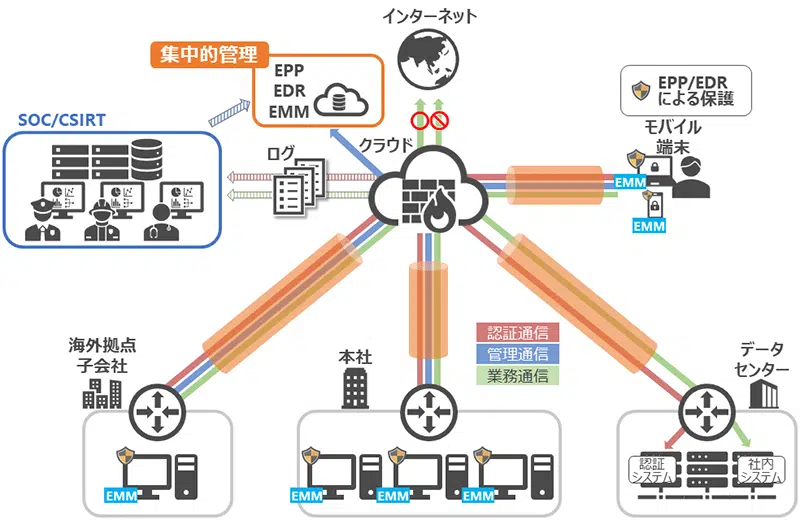 インターネット
集中的管理
EPP
EDR
EMM
EPP/EDR
による保護
SOC/CSIRT
クラウド
モバイル
端末
ログ
EMM
EMM
認証通信
管理通信
業務通信
海外拠点
子会社
本社
データ
センター
EMM
EMM
EMM
EMM
認証
システム
社内
システム